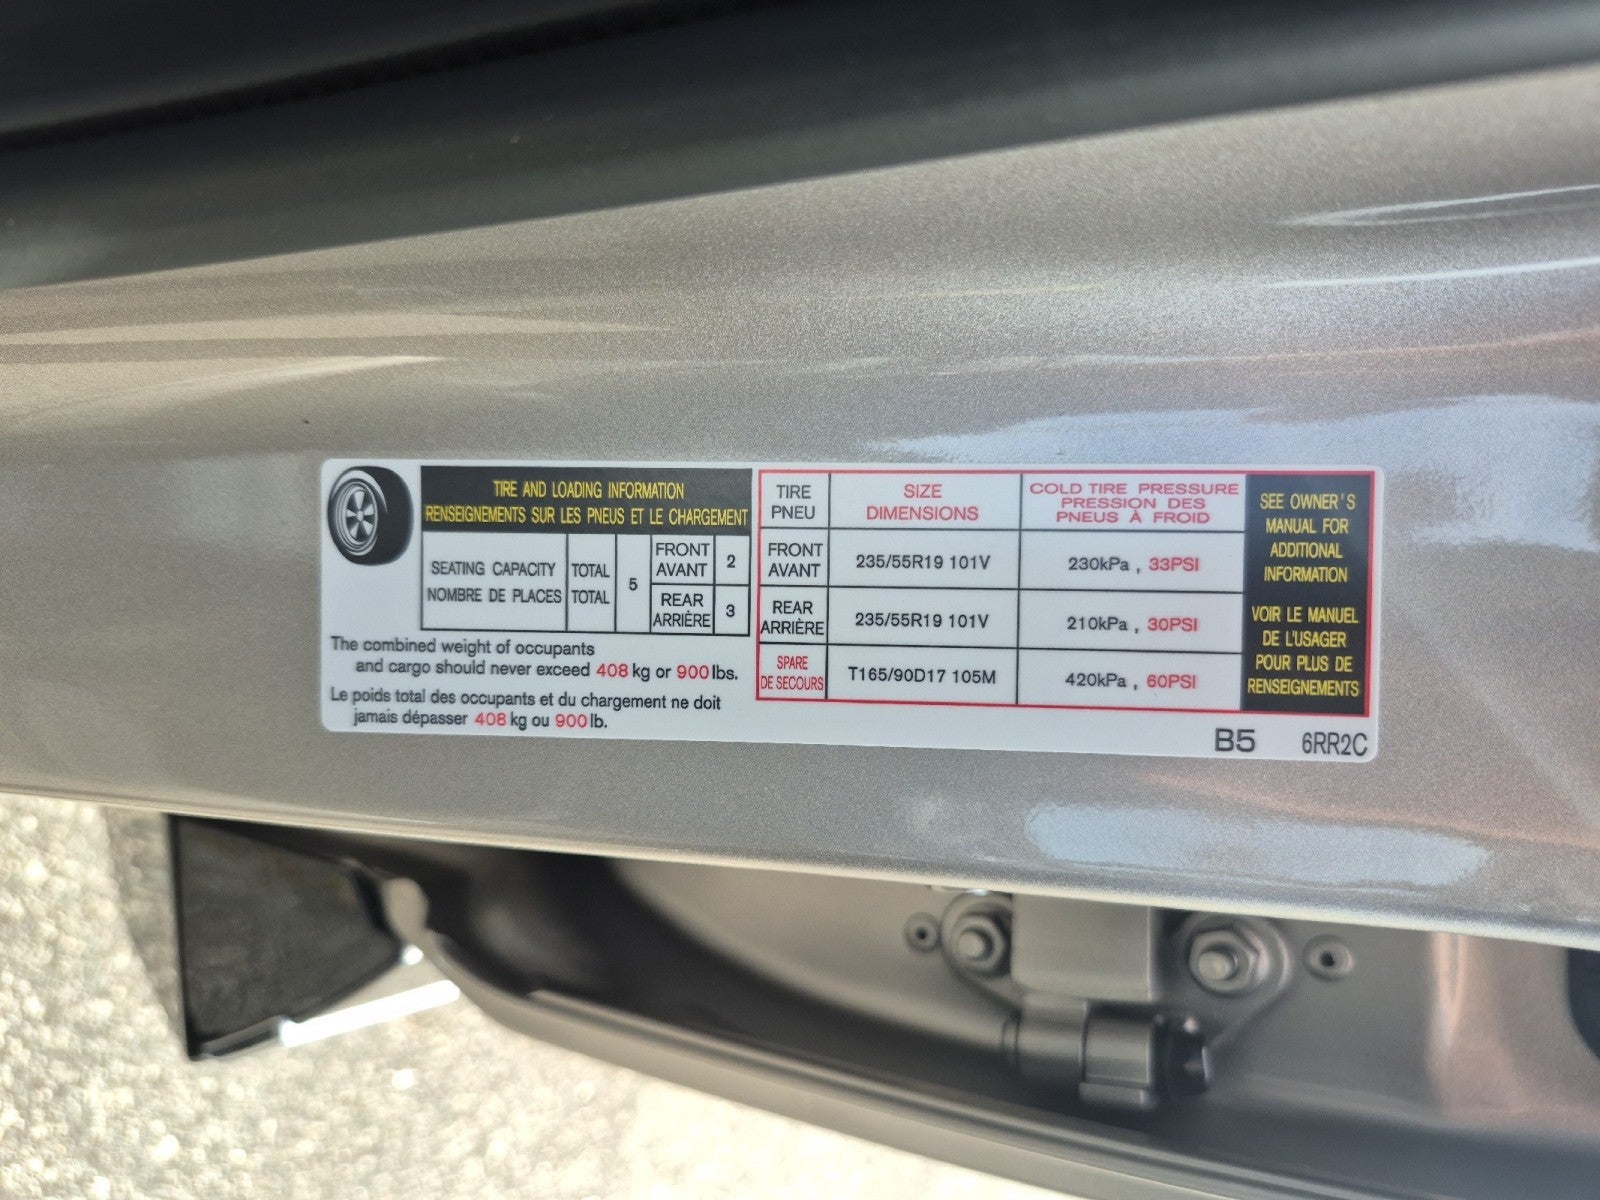 TIRE AND LOADING INFORMATION
RENSEIGNEMENTS SUR LES PNEUS ET LE CHARGEMENT
SEATING CAPACITY
NOMBRE DE PLACES
TOTAL
TOTAL
5
FRONT
AVANT
2
REAR
ARRIÈRE
3
The combined weight of occupants
and cargo should never exceed 408 kg or 900 lbs.
Le poids total des occupants et du chargement ne doit
jamais dépasser 408 kg ou 900 lb.
TIRE
PNEU
SIZE
DIMENSIONS
COLD TIRE PRESSURE
PRESSION DES
PNEUS À FROID
FRONT
AVANT
235/55R19 101V
230kPa , 33PSI
REAR
ARRIÈRE
235/55R19 101V
210kPa , 30PSI
SPARE
DE SECOURS
T165/90D17 105M
420kPa , 60PSI
SEE OWNER'S
MANUAL FOR
ADDITIONAL
INFORMATION
VOIR LE MANUEL
DE L'USAGER
POUR PLUS DE
RENSEIGNEMENTS
B5 6RR2C